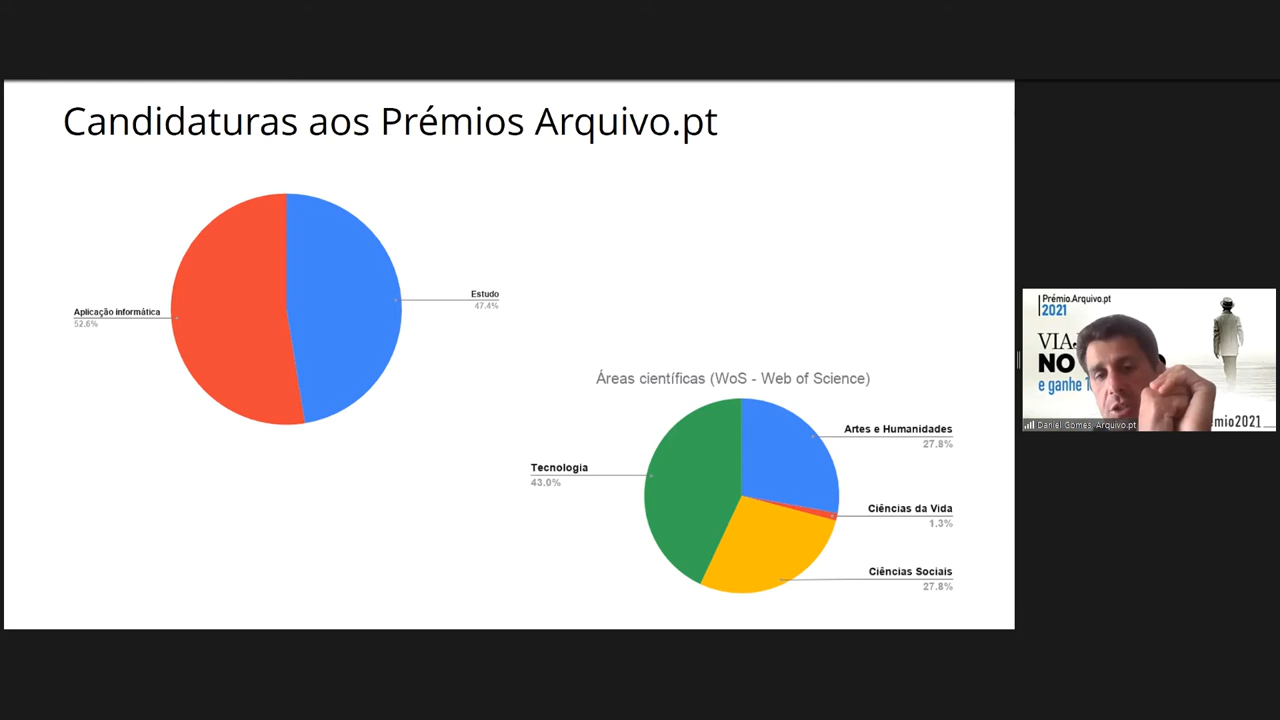 Candidaturas aos Prémios Arquivo.pt
Estudo
47.4%
Aplicação informática
52.6%
Áreas científicas (WoS - Web of Science)
Artes e Humanidades
27.8%
Tecnologia
43.0%
Ciências da Vida
1.3%
Ciências Sociais
27.8%
Prémio.Arquivo.pt
2021
VIA
NO
e ganhe 1
Daniel Gomes, Arquivo.pt
mio2021